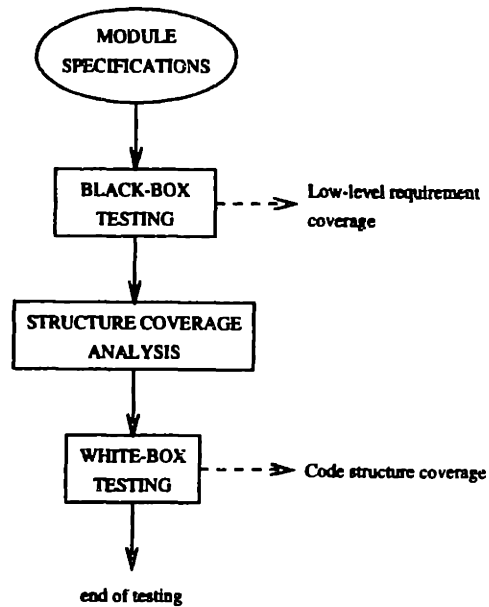 MODULE
SPECIFICATIONS
BLACK-BOX
TESTING
Low-level requirement
coverage
STRUCTURE COVERAGE
ANALYSIS
WHITE-BOX
TESTING
Code structure coverage
end of testing